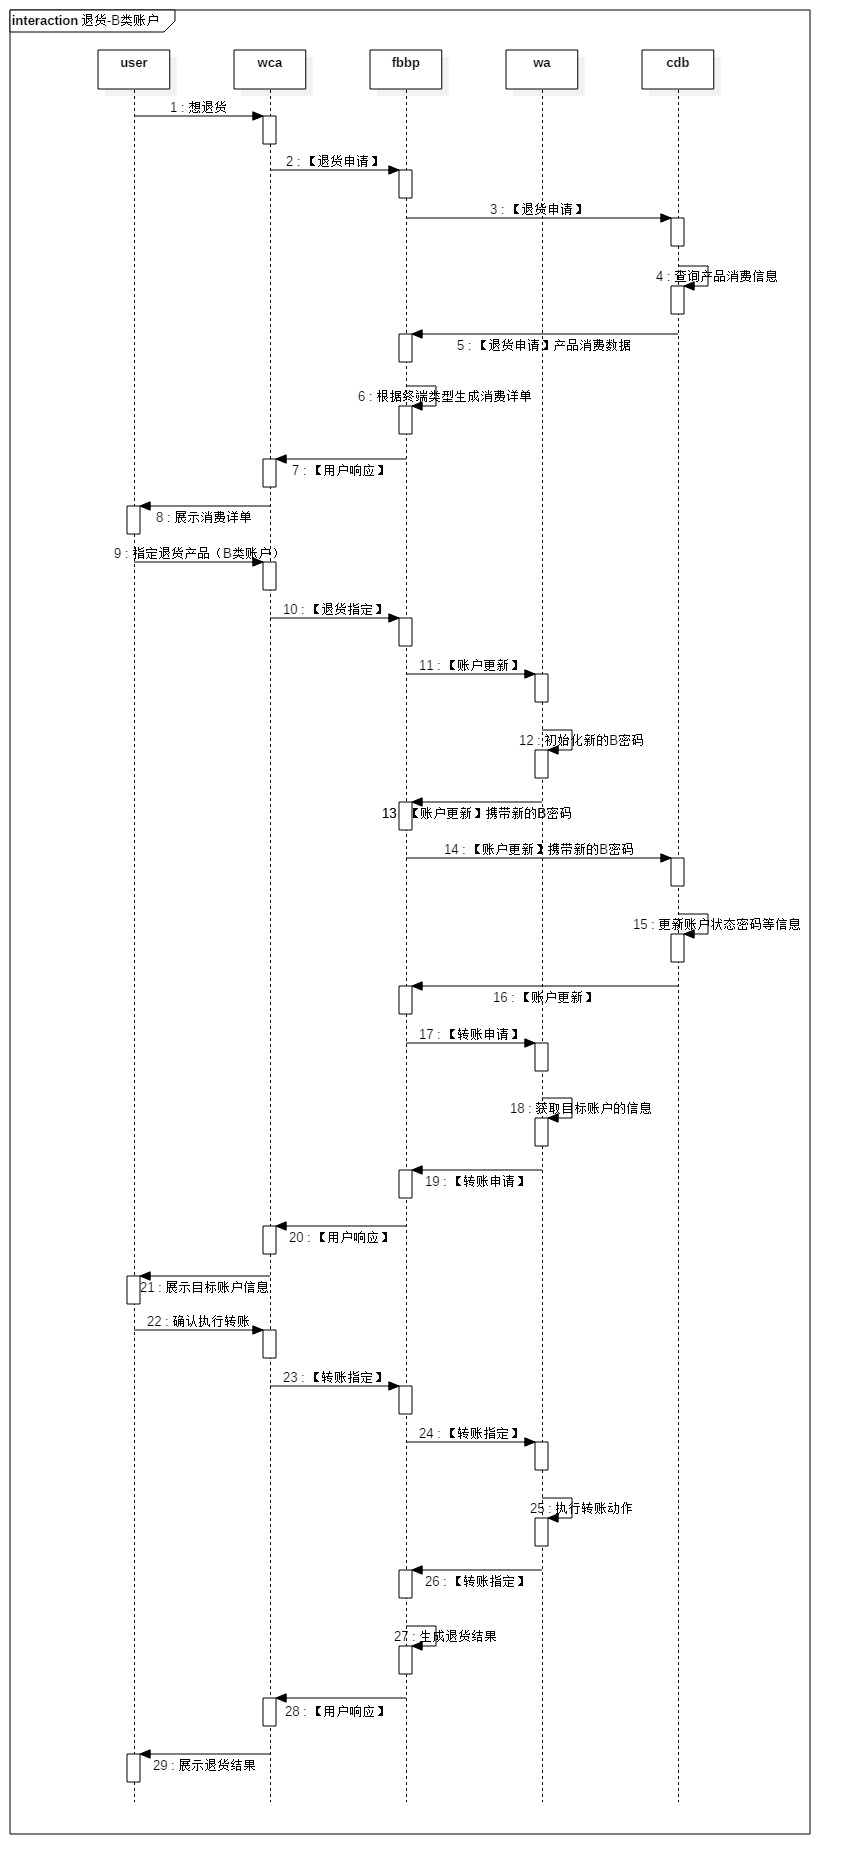 interaction 退货-B类账户
user
wca
fbbp
wa
cdb
1 : 想退货
2 : 【退货申请】
3 : 【退货申请】
4 : 查询产品消费信息
5 : 【退货申请】产品消费数据
6 : 根据终端类型生成消费详单
7 : 【用户响应】
8 : 展示消费详单
9 : 指定退货产品（B类账户）
10 : 【退货指定】
11 : 【账户更新】
12 : 初始化新的B密码
13 : 【账户更新】携带新的B密码
14 : 【账户更新】携带新的B密码
15 : 更新账户状态密码等信息
16 : 【账户更新】
17 : 【转账申请】
18 : 获取目标账户的信息
19 : 【转账申请】
20 : 【用户响应】
21 : 展示目标账户信息
22 : 确认执行转账
23 : 【转账指定】
24 : 【转账指定】
25 : 执行转账动作
26 : 【转账指定】
27 : 生成退货结果
28 : 【用户响应】
29 : 展示退货结果